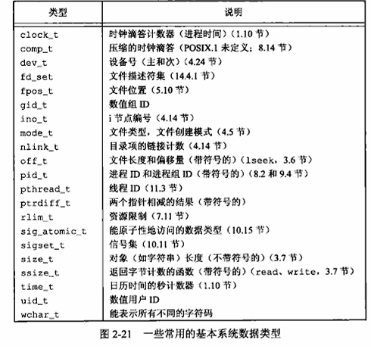 类型 说明
clock_t 时钟滴答计数器(进程时间)(1.10 节)
comp_t 压缩的时钟滴答(POSIX.1 未定义;8.14 节)
dev_t 设备号(主和次)(4.24 节)
fd_set 文件描述符集(14.4.1 节)
fpos_t 文件位置(5.10 节)
gid_t 数值组 ID
ino_t i 节点编号(4.14 节)
mode_t 文件类型,文件创建模式(4.5 节)
nlink_t 目录项的链接计数(4.14 节)
off_t 文件长度和偏移量(带符号的)(lseek,3.6 节)
pid_t 进程 ID 和进程组 ID(带符号的)(8.2 和 9.4 节)
pthread_t 线程 ID(11.3 节)
ptrdiff_t 两个指针相减的结果(带符号的)
rlim_t 资源限制(7.11 节)
sig_atomic_t 能原子性地访问的数据类型(10.15 节)
sigset_t 信号集(10.11 节)
size_t 对象(如字符串)长度(不带符号的)(3.7 节)
ssize_t 返回字节计数的函数(带符号的)(read、write,3.7 节)
time_t 日历时间的秒计数器(1.10 节)
uid_t 数值用户 ID
wchar_t 能表示所有不同的字符码
图 2-21 一些常用的基本系统数据类型